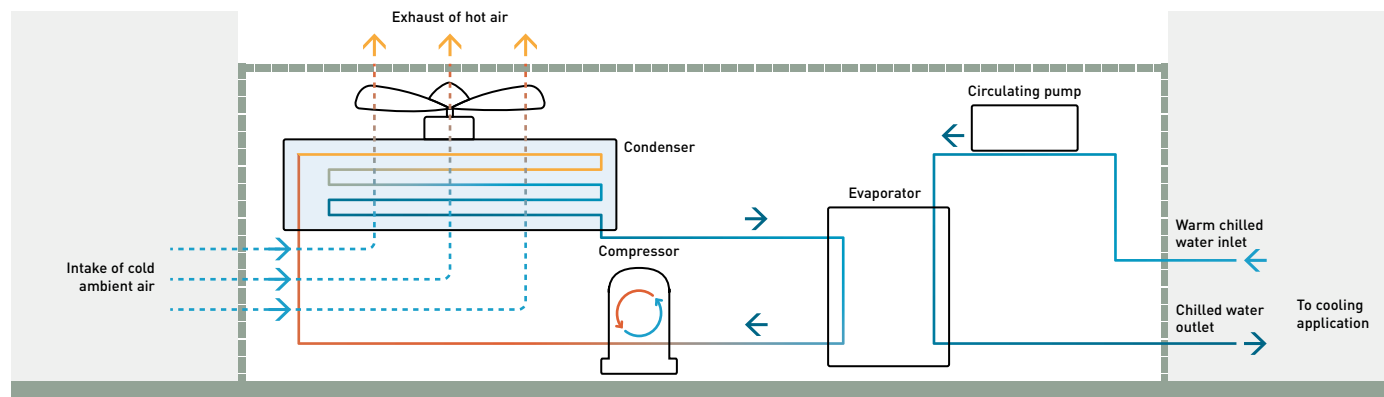 Exhaust of hot air
Circulating pump
Condenser
Evaporator
Warm chilled
water inlet
Compressor
Intake of cold
ambient air
Chilled water
outlet
To cooling
application